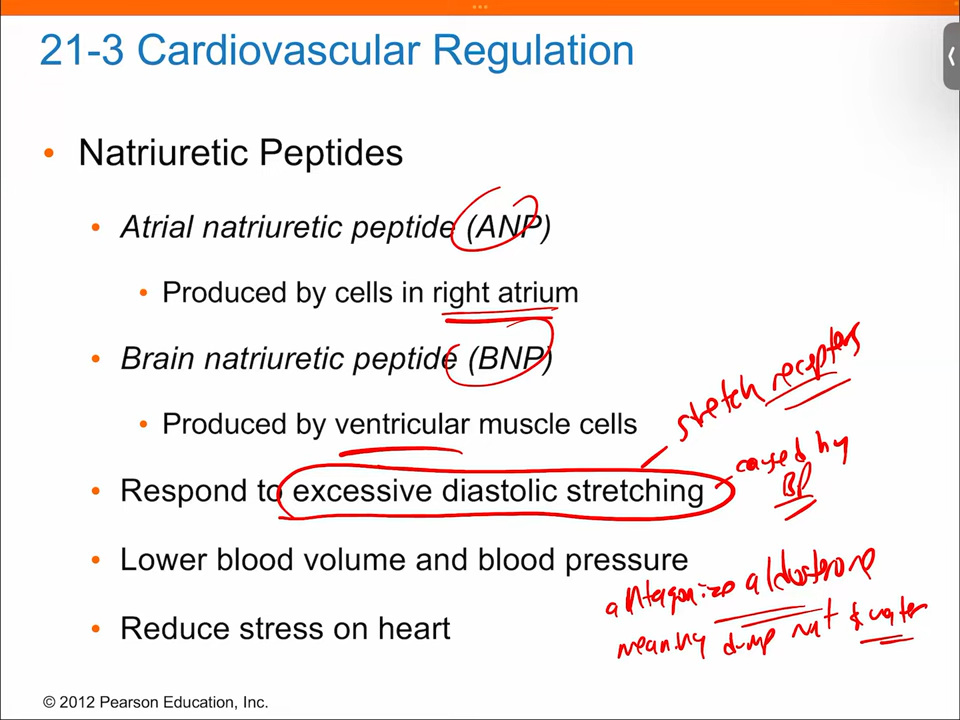 21-3 Cardiovascular Regulation
• Natriuretic Peptides
• Atrial natriuretic peptide (ANP)
• Produced by cells in right atrium
• Brain natriuretic peptide (BNP)
• Produced by ventricular muscle cells
stretch receptors
• Respond to excessive diastolic stretching
caused by
BP
• Lower blood volume and blood pressure
antagonize aldosterone
• Reduce stress on heart
meaning dump & water
© 2012 Pearson Education, Inc.